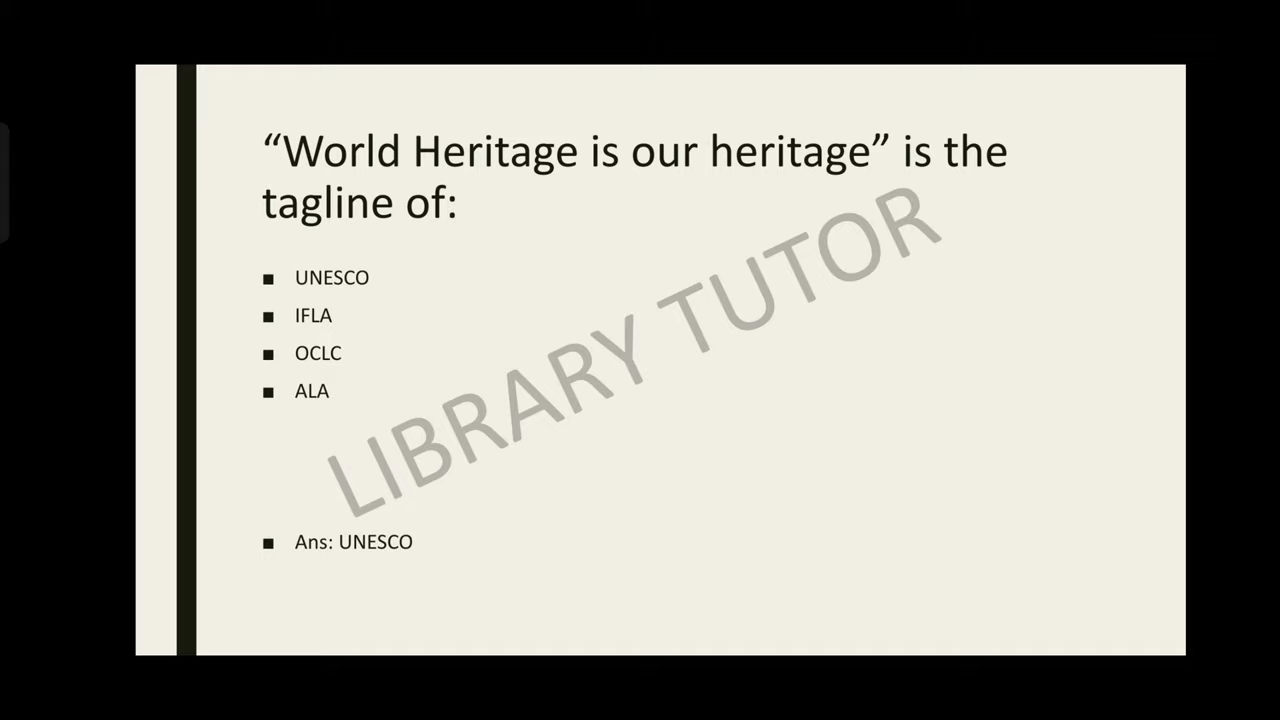 “World Heritage is our heritage” is the
tagline of:
■ UNESCO
■ IFLA
■ OCLC
■ ALA
LIBRARY TUTOR
■ Ans: UNESCO